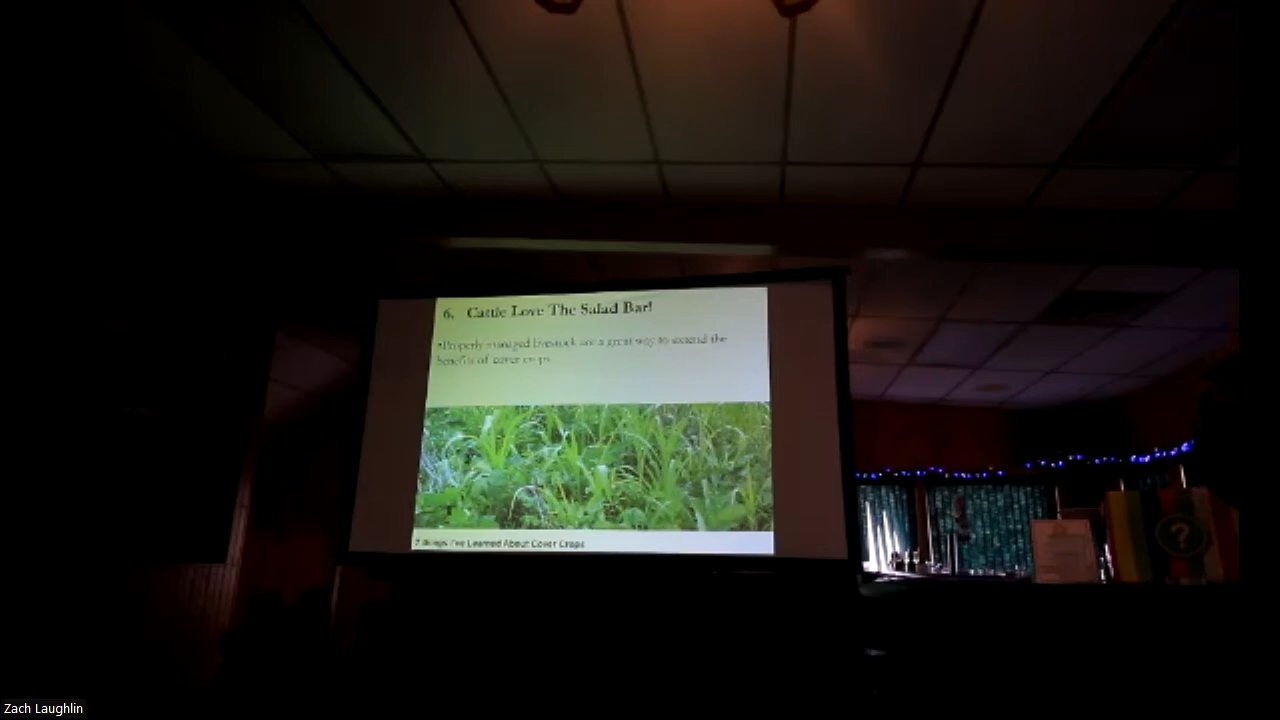 6. Cattle Love The Salad Bar!
•Properly managed livestock are a great way to extend the
benefits of cover crops
7 Things I've Learned About Cover Crops
?
Zach Laughlin